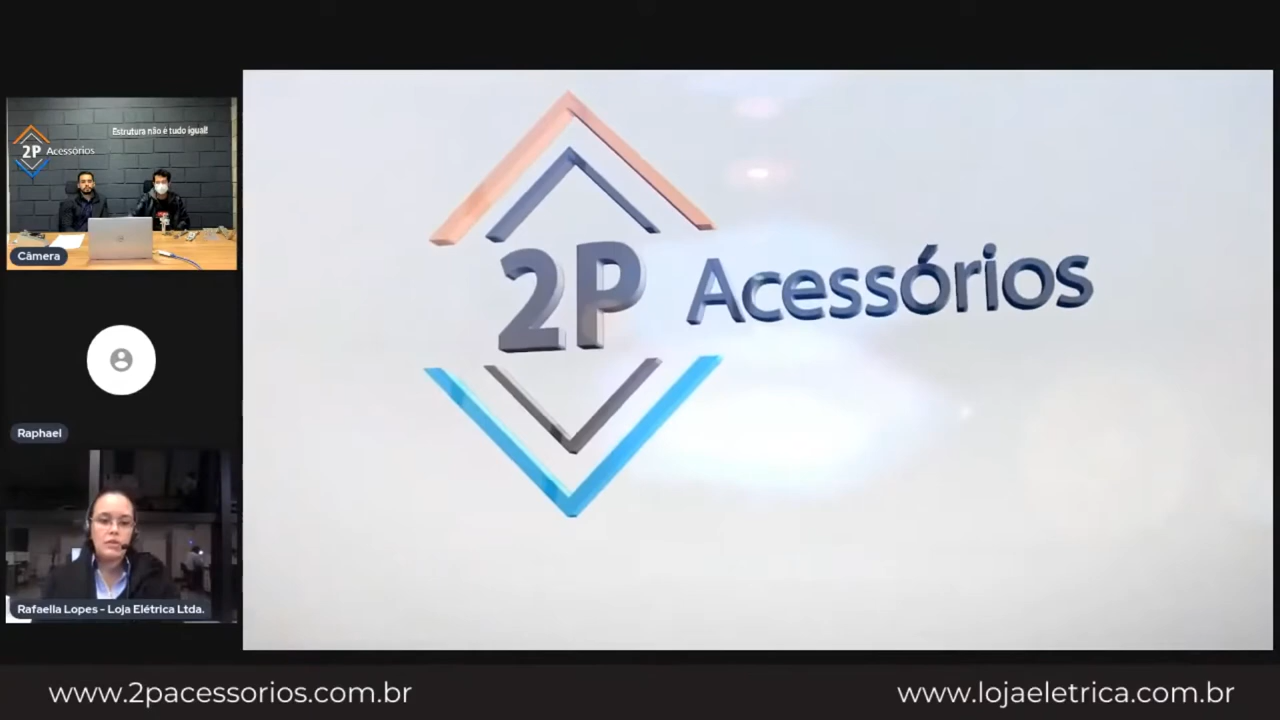 Estrutura não é tudo igual!
2P Acessórios
Câmera
Raphael
Rafaella Lopes - Loja Elétrica Ltda.
2P Acessórios
www.2pacessorios.com.br
www.lojaeletrica.com.br